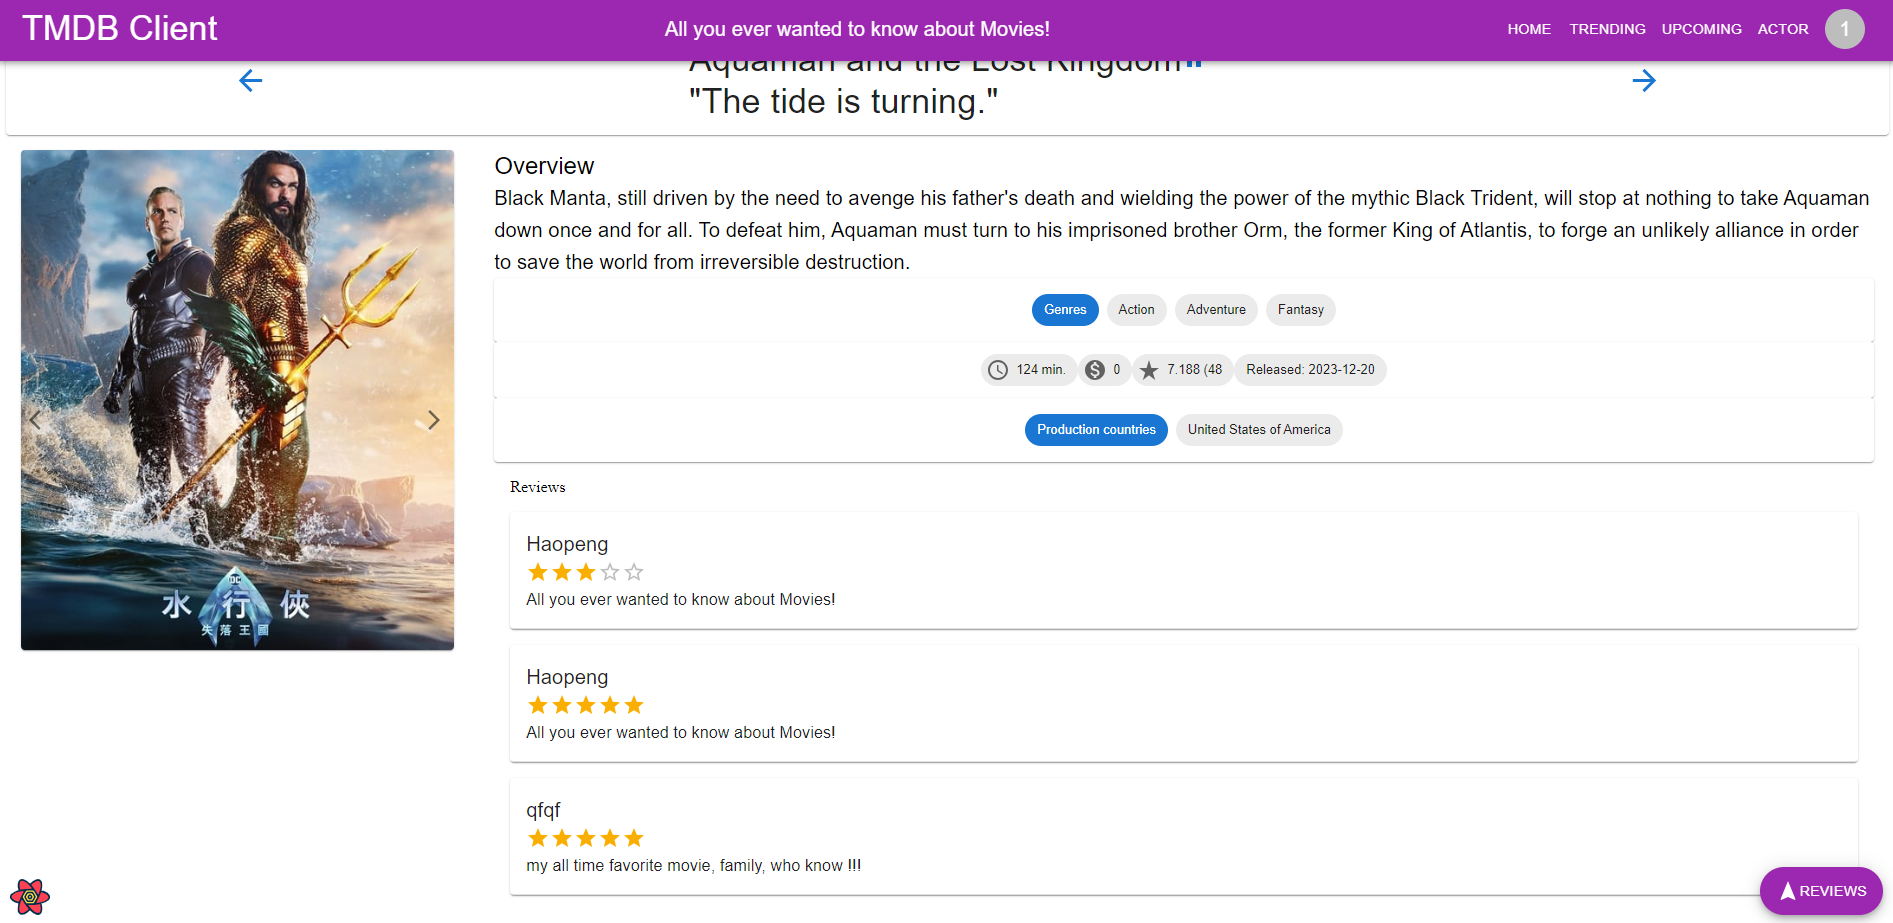 TMDB Client
All you ever wanted to know about Movies!
HOME TRENDING UPCOMING ACTOR 1
Aquaman and the Lost Kingdom
"The tide is turning."
DC
水行俠
失落王國
Overview
Black Manta, still driven by the need to avenge his father's death and wielding the power of the mythic Black Trident, will stop at nothing to take Aquaman
down once and for all. To defeat him, Aquaman must turn to his imprisoned brother Orm, the former King of Atlantis, to forge an unlikely alliance in order
to save the world from irreversible destruction.
Genres Action Adventure Fantasy
124 min. 0 7.188 (48 Released: 2023-12-20
Production countries United States of America
Reviews
Haopeng
All you ever wanted to know about Movies!
Haopeng
All you ever wanted to know about Movies!
qfqf
my all time favorite movie, family, who know !!!
REVIEWS